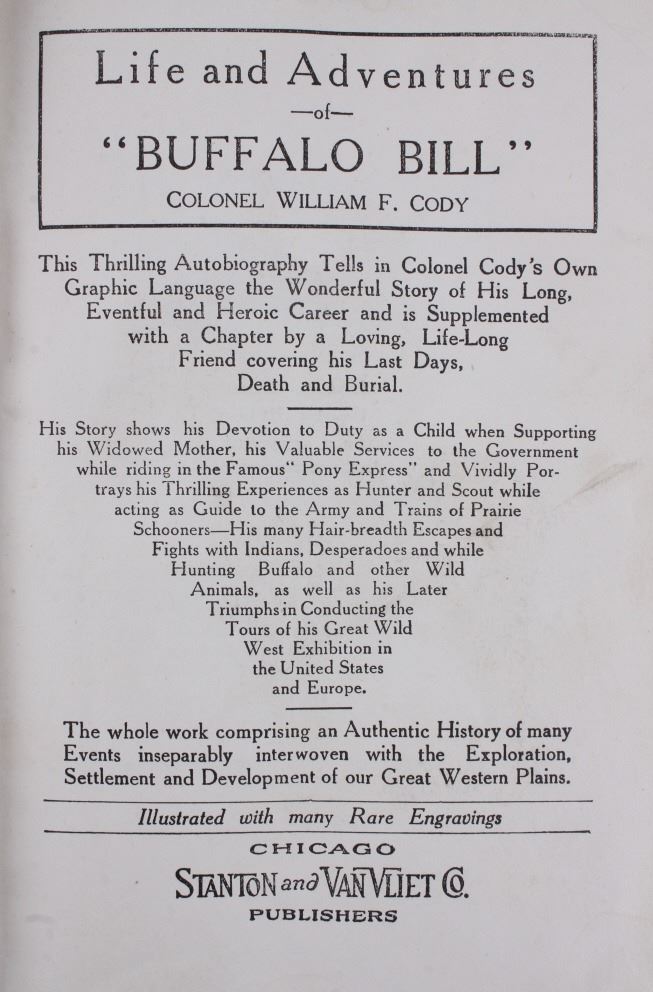 Life and Adventures
—of—
“BUFFALO BILL”
COLONEL WILLIAM F. CODY
This Thrilling Autobiography Tells in Colonel Cody's Own
Graphic Language the Wonderful Story of His Long,
Eventful and Heroic Career and is Supplemented
with a Chapter by a Loving, Life-Long
Friend covering his Last Days,
Death and Burial.
His Story shows his Devotion to Duty as a Child when Supporting
his Widowed Mother, his Valuable Services to the Government
while riding in the Famous“ Pony Express” and Vividly Por-
trays his Thrilling Experiences as Hunter and Scout while
acting as Guide to the Army and Trains of Prairie
Schooners—His many Hair-breadth Escapes and
Fights with Indians, Desperadoes and while
Hunting Buffalo and other Wild
Animals, as well as his Later
Triumphs in Conducting the
Tours of his Great Wild
West Exhibition in
the United States
and Europe.
The whole work comprising an Authentic History of many
Events inseparably interwoven with the Exploration,
Settlement and Development of our Great Western Plains.
Illustrated with many Rare Engravings
CHICAGO
STANTON and VAN VLIET CO.
PUBLISHERS